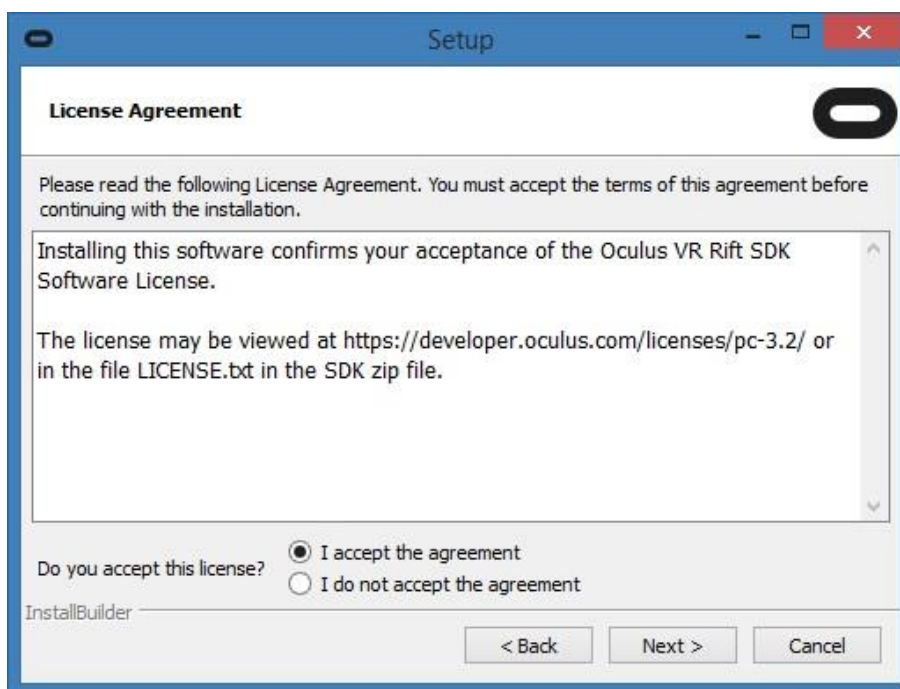 Setup
License Agreement
Please read the following License Agreement. You must accept the terms of this agreement before
continuing with the installation.
Installing this software confirms your acceptance of the Oculus VR Rift SDK
Software License.
The license may be viewed at https://developer.oculus.com/licenses/pc-3.2/ or
in the file LICENSE.txt in the SDK zip file.
Do you accept this license?
I accept the agreement
I do not accept the agreement
InstallBuilder
< Back
Next >
Cancel